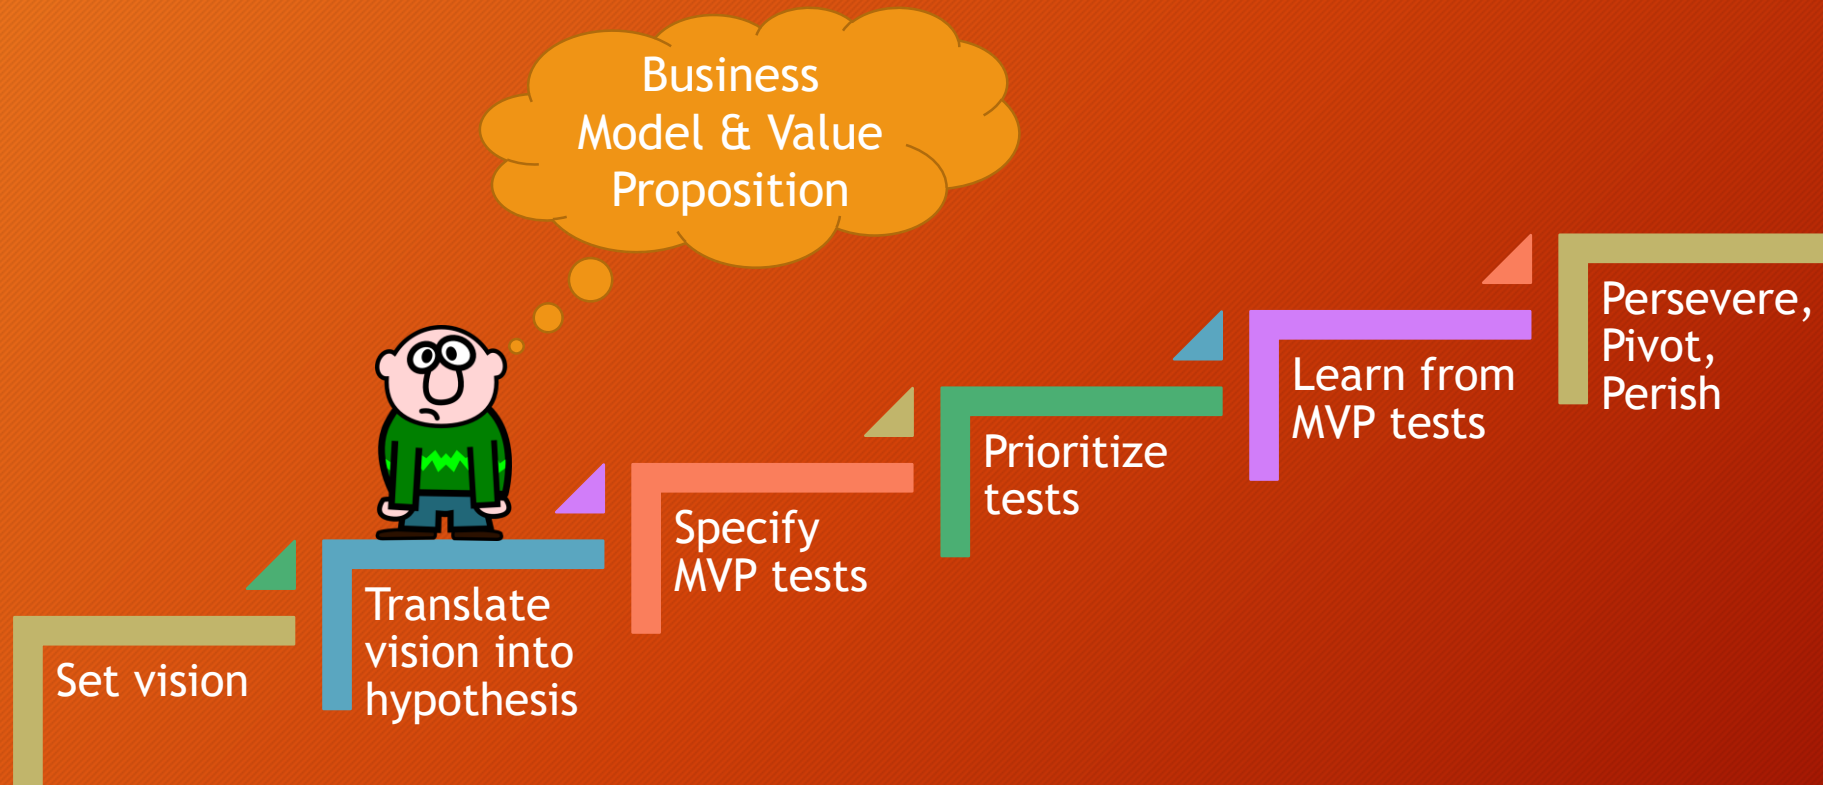 Business
Model & Value
Proposition
Set vision
Translate
vision into
hypothesis
Specify
MVP tests
Prioritize
tests
Learn from
MVP tests
Persevere,
Pivot,
Perish